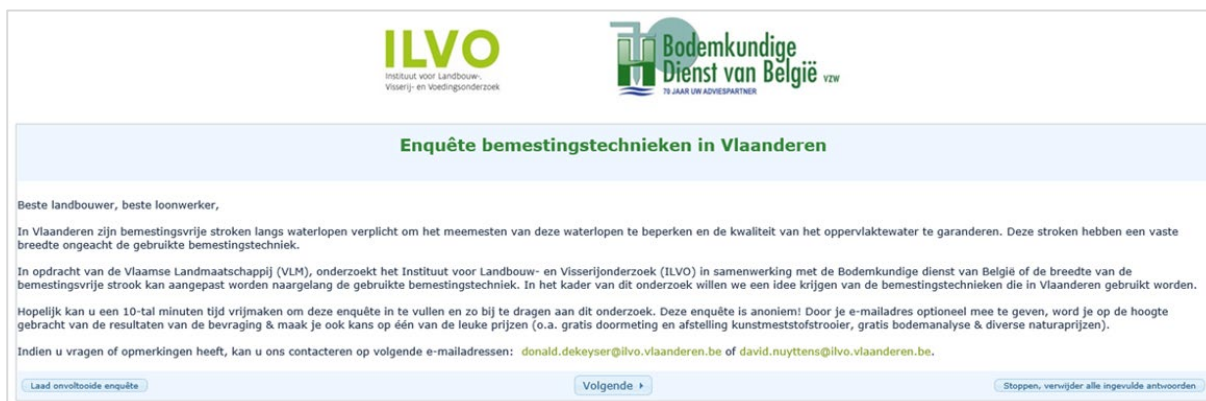 ILVO
Instituut voor Landbouw-,
Visserij- en Voedingsonderzoek
Bodemkundige
Dienst van België vzw
70 JAAR UW ADVIESPARTNER
Enquête bemestingstechnieken in Vlaanderen
Beste landbouwer, beste loonwerker,
In Vlaanderen zijn bemestingsvrije stroken langs waterlopen verplicht om het meemesten van deze waterlopen te beperken en de kwaliteit van het oppervlaktewater te garanderen. Deze stroken hebben een vaste
breedte ongeacht de gebruikte bemestingstechniek.
In opdracht van de Vlaamse Landmaatschappij (VLM), onderzoekt het Instituut voor Landbouw- en Visserijonderzoek (ILVO) in samenwerking met de Bodemkundige dienst van België of de breedte van de
bemestingsvrije strook kan aangepast worden naargelang de gebruikte bemestingstechniek. In het kader van dit onderzoek willen we een idee krijgen van de bemestingstechnieken die in Vlaanderen gebruikt worden.
Hopelijk kan u een 10-tal minuten tijd vrijmaken om deze enquête in te vullen en zo bij te dragen aan dit onderzoek. Deze enquête is anoniem! Door je e-mailadres optioneel mee te geven, word je op de hoogte
gebracht van de resultaten van de bevraging & maak je ook kans op één van de leuke prijzen (o.a. gratis doormeting en afstelling kunstmeststofstrooier, gratis bodemanalyse & diverse naturaprijzen).
Indien u vragen of opmerkingen heeft, kan u ons contacteren op volgende e-mailadressen: donald.dekeyser@ilvo.vlaanderen.be of david.nuyttens@ilvo.vlaanderen.be.
Laad onvoltooide enquête
Volgende
Stoppen, verwijder alle ingevulde antwoorden